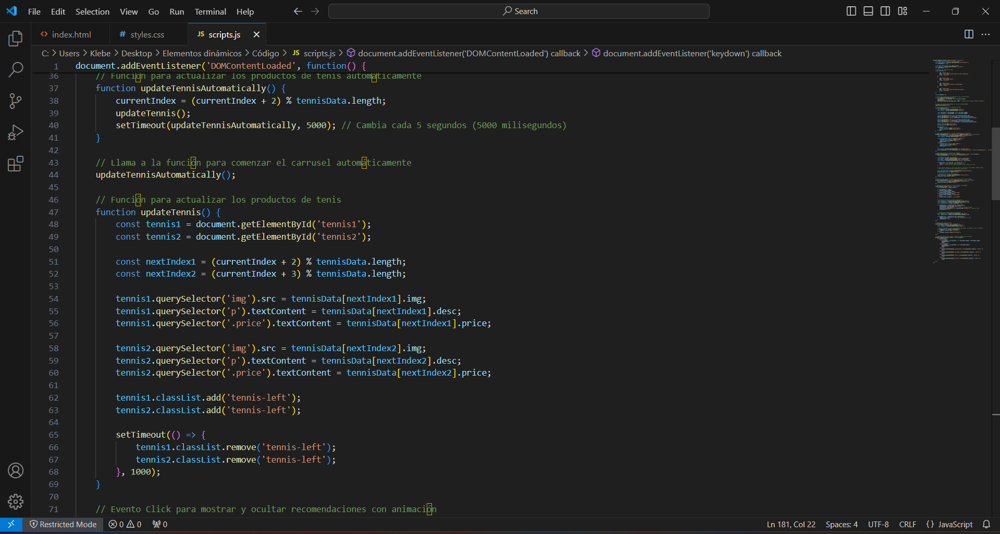 File Edit Selection View Go Run Terminal Help Search
index.html styles.css JS scripts.js
C: > Users > Klebe > Desktop > Elementos dinámicos > Código > JS scripts.js > document.addEventListener('DOMContentLoaded') callback > document.addEventListener('keydown') callback
1 document.addEventListener('DOMContentLoaded', function() {
36 // Función para actualizar los productos de tenis automáticamente
37 function updateTennisAutomatically() {
38 currentIndex = (currentIndex + 2) % tennisData.length;
39 updateTennis();
40 setTimeout(updateTennisAutomatically, 5000); // Cambia cada 5 segundos (5000 milisegundos)
41 }
42
43 // Llama a la función para comenzar el carrusel automáticamente
44 updateTennisAutomatically();
45
46 // Función para actualizar los productos de tenis
47 function updateTennis() {
48 const tennis1 = document.getElementById('tennis1');
49 const tennis2 = document.getElementById('tennis2');
50
51 const nextIndex1 = (currentIndex + 2) % tennisData.length;
52 const nextIndex2 = (currentIndex + 3) % tennisData.length;
53
54 tennis1.querySelector('img').src = tennisData[nextIndex1].img;
55 tennis1.querySelector('p').textContent = tennisData[nextIndex1].desc;
56 tennis1.querySelector('.price').textContent = tennisData[nextIndex1].price;
57
58 tennis2.querySelector('img').src = tennisData[nextIndex2].img;
59 tennis2.querySelector('p').textContent = tennisData[nextIndex2].desc;
60 tennis2.querySelector('.price').textContent = tennisData[nextIndex2].price;
61
62 tennis1.classList.add('tennis-left');
63 tennis2.classList.add('tennis-left');
64
65 setTimeout(() => {
66 tennis1.classList.remove('tennis-left');
67 tennis2.classList.remove('tennis-left');
68 }, 1000);
69 }
70
71 // Evento Click para mostrar y ocultar recomendaciones con animación
Restricted Mode 0 0 0 Ln 181, Col 22 Spaces: 4 UTF-8 CRLF {} JavaScript